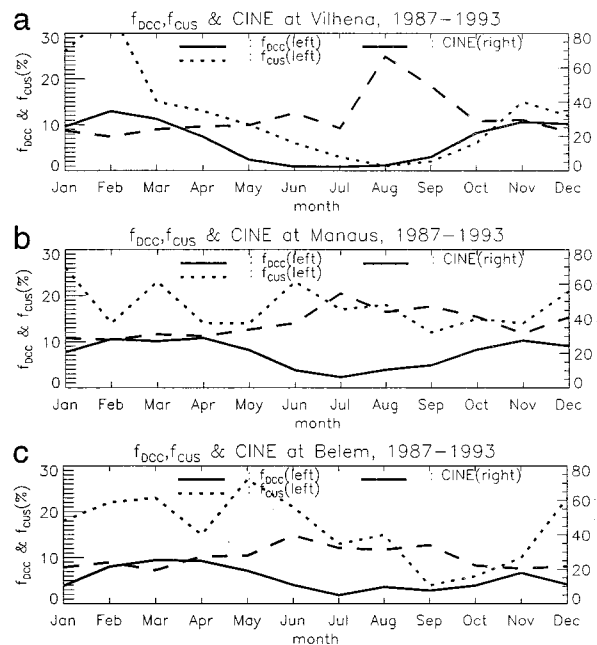 a
f_DCC,f_CUS & CINE at Vilhena, 1987−1993
: f_DCC(left)
: CINE(right)
: f_CUS(left)
30
20
10
0
f_DCC & f_CUS(%)
80
60
40
20
0
Jan Feb Mar Apr May Jun Jul Aug Sep Oct Nov Dec
month
b
f_DCC,f_CUS & CINE at Manaus, 1987−1993
: f_DCC(left)
: CINE(right)
: f_CUS(left)
30
20
10
0
f_DCC & f_CUS(%)
80
60
40
20
0
Jan Feb Mar Apr May Jun Jul Aug Sep Oct Nov Dec
month
c
f_DCC,f_CUS & CINE at Belem, 1987−1993
: f_DCC(left)
: CINE(right)
: f_CUS(left)
30
20
10
0
f_DCC & f_CUS(%)
80
60
40
20
0
Jan Feb Mar Apr May Jun Jul Aug Sep Oct Nov Dec
month